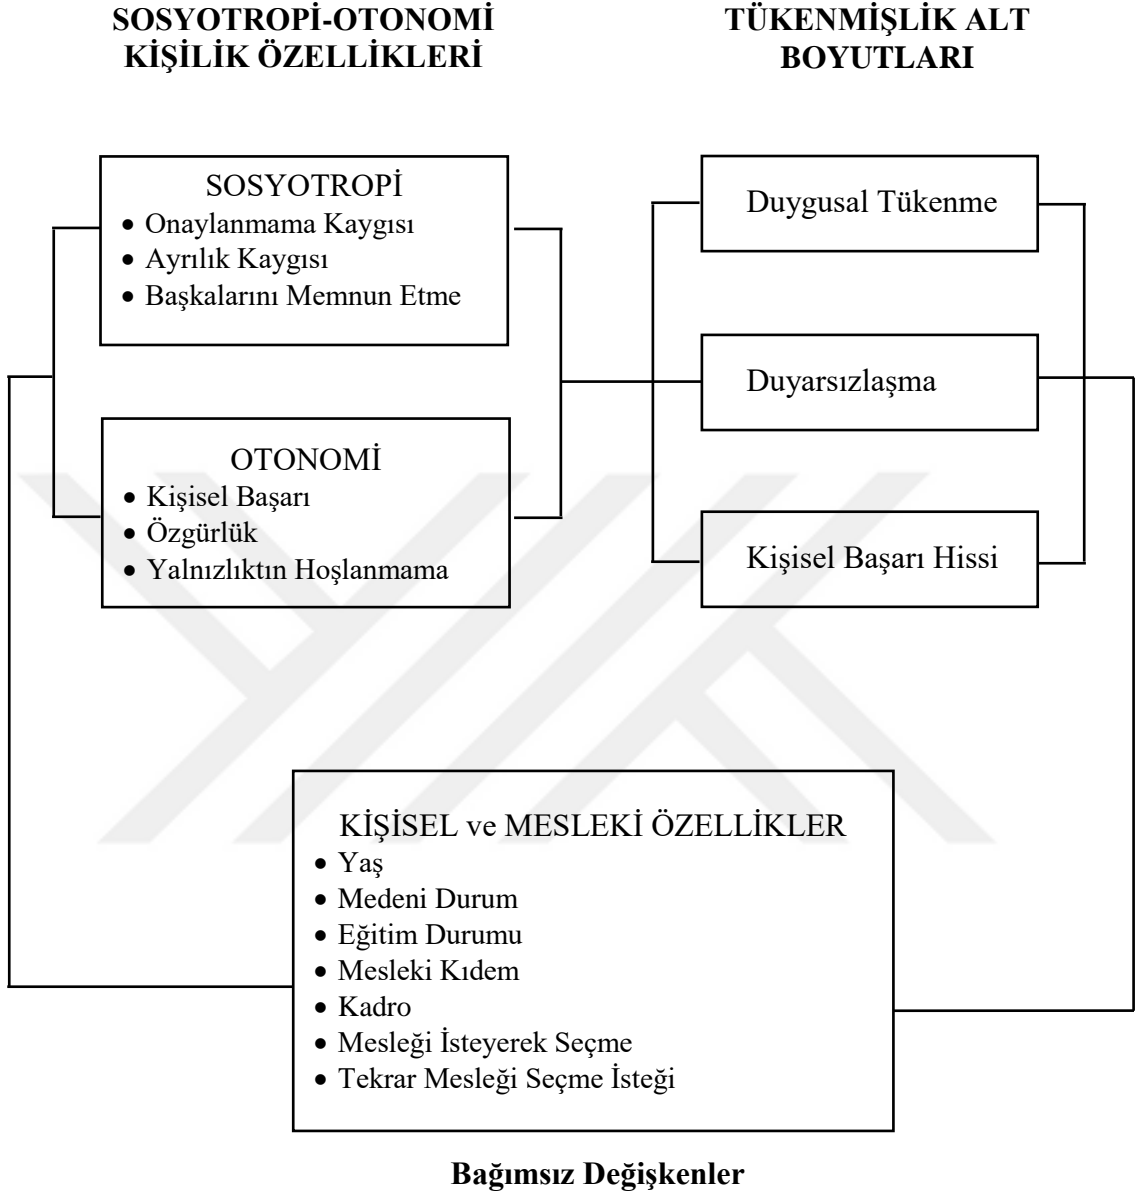 SOSYOTROPİ-OTONOMİ
KİŞİLİK ÖZELLİKLERİ
TÜKENMİŞLİK ALT
BOYUTLARI
SOSYOTROPİ
• Onaylanmama Kaygısı
• Ayrılık Kaygısı
• Başkalarını Memnun Etme
OTONOMİ
• Kişisel Başarı
• Özgürlük
• Yalnızlıktın Hoşlanmama
Duygusal Tükenme
Duyarsızlaşma
Kişisel Başarı Hissi
KİŞİSEL ve MESLEKİ ÖZELLİKLER
• Yaş
• Medeni Durum
• Eğitim Durumu
• Mesleki Kıdem
• Kadro
• Mesleği İsteyerek Seçme
• Tekrar Mesleği Seçme İsteği
Bağımsız Değişkenler